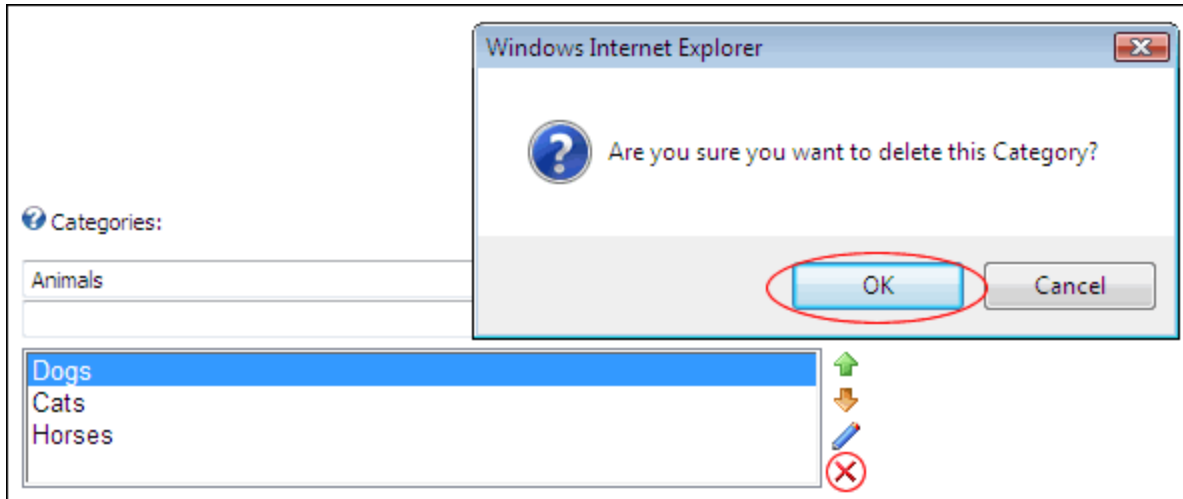 Windows Internet Explorer
Are you sure you want to delete this Category?
OK Cancel
Categories:
Animals
Dogs
Cats
Horses